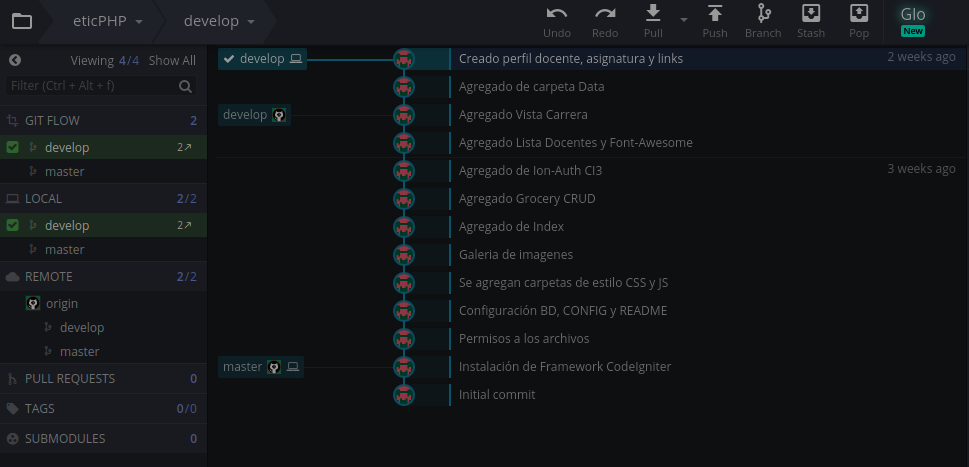 eticPHP
develop
Undo
Redo
Pull
Push
Branch
Stash
Pop
Glo
New
Viewing 4/4 Show All
Filter (Ctrl + Alt + f)
GIT FLOW 2
develop 2↗
master
LOCAL 2/2
develop 2↗
master
REMOTE 2/2
origin
develop
master
PULL REQUESTS 0
TAGS 0/0
SUBMODULES 0
develop Creado perfil docente, asignatura y links 2 weeks ago
Agregado de carpeta Data
develop Agregado Vista Carrera
Agregado Lista Docentes y Font-Awesome
Agregado de Ion-Auth CI3 3 weeks ago
Agregado Grocery CRUD
Agregado de Index
Galeria de imagenes
Se agregan carpetas de estilo CSS y JS
Configuración BD, CONFIG y README
Permisos a los archivos
master Instalación de Framework CodeIgniter
Initial commit